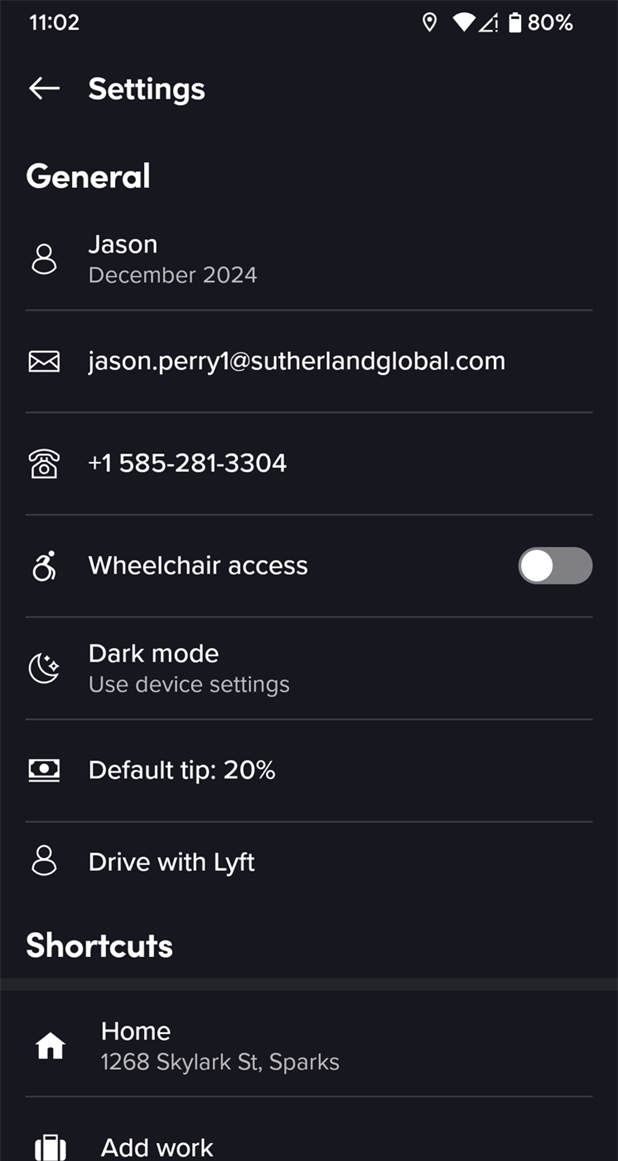 11:02
80%
Settings
General
Jason
December 2024
jason.perry1@sutherlandglobal.com
+1 585-281-3304
Wheelchair access
Dark mode
Use device settings
Default tip: 20%
Drive with Lyft
Shortcuts
Home
1268 Skylark St, Sparks
Add work